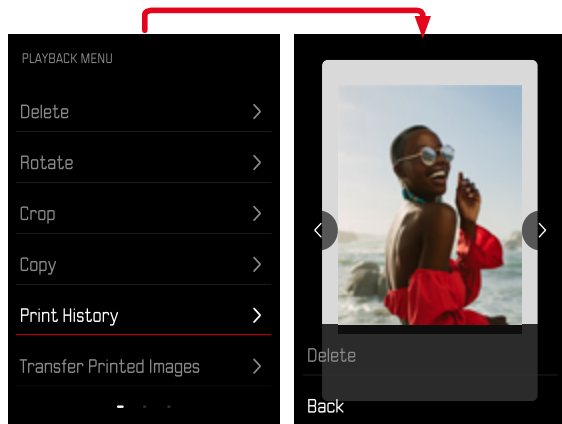 PLAYBACK MENU
Delete
Rotate
Crop
Copy
Print History
Transfer Printed Images
Delete
Back